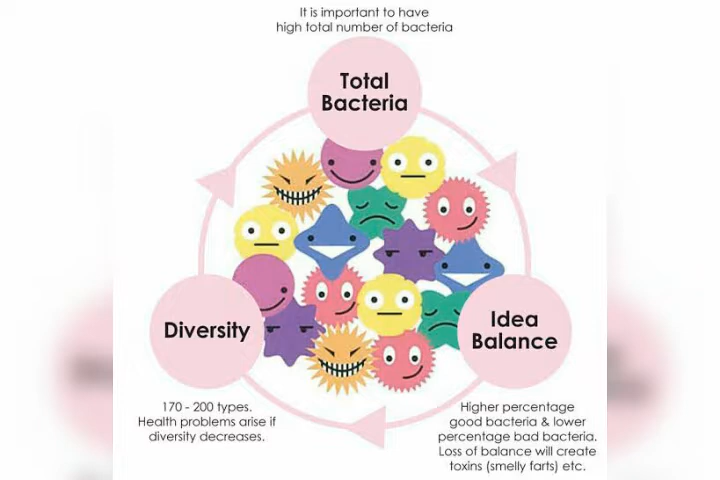 It is important to have
high total number of bacteria
Total
Bacteria
Diversity
170 - 200 types.
Health problems arise if
diversity decreases.
Idea
Balance
Higher percentage
good bacteria & lower
percentage bad bacteria.
Loss of balance will create
toxins (smelly farts) etc.